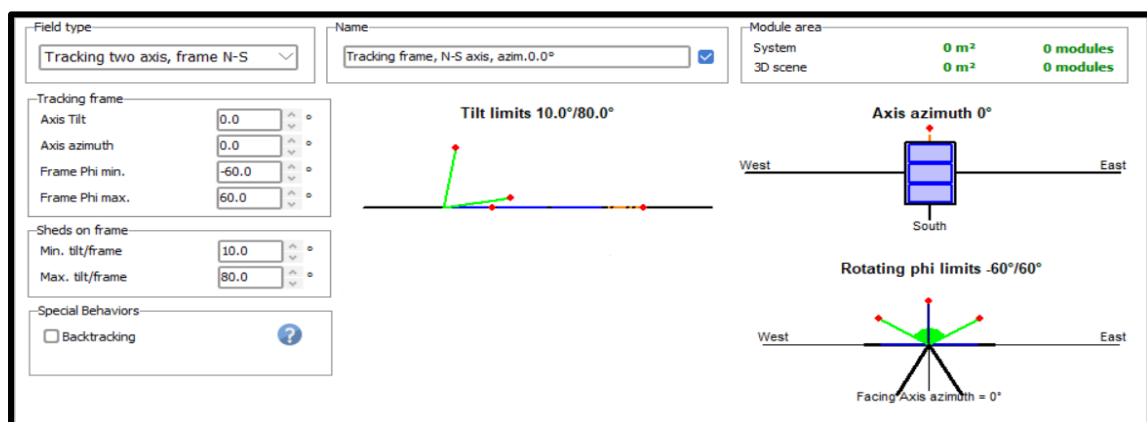 Field type
Tracking two axis, frame N-S
Name
Tracking frame, N-S axis, azim.0.0°
Module area
System 0 m² 0 modules
3D scene 0 m² 0 modules
Tracking frame
Axis Tilt 0.0 °
Axis azimuth 0.0 °
Frame Phi min. -60.0 °
Frame Phi max. 60.0 °
Sheds on frame
Min. tilt/frame 10.0 °
Max. tilt/frame 80.0 °
Special Behaviors
Backtracking ?
Tilt limits 10.0°/80.0°
Axis azimuth 0°
West East
South
Rotating phi limits -60°/60°
West East
Facing Axis azimuth = 0°